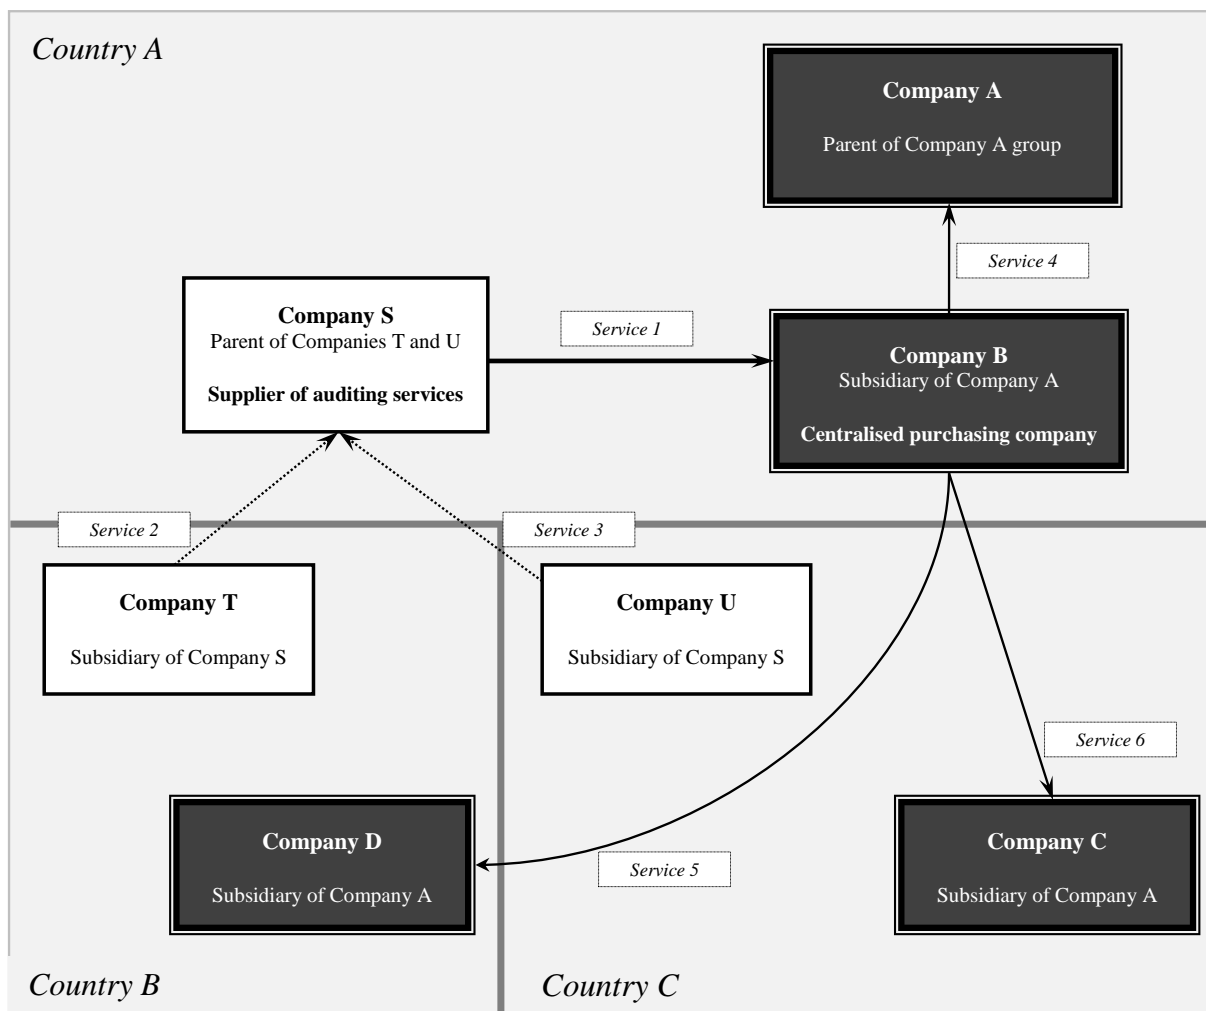 Country A
Company A
Parent of Company A group
Service 4
Company S
Parent of Companies T and U
Supplier of auditing services
Service 1
Company B
Subsidiary of Company A
Centralised purchasing company
Service 2
Service 3
Company T
Subsidiary of Company S
Company U
Subsidiary of Company S
Service 6
Company D
Subsidiary of Company A
Service 5
Company C
Subsidiary of Company A
Country B
Country C